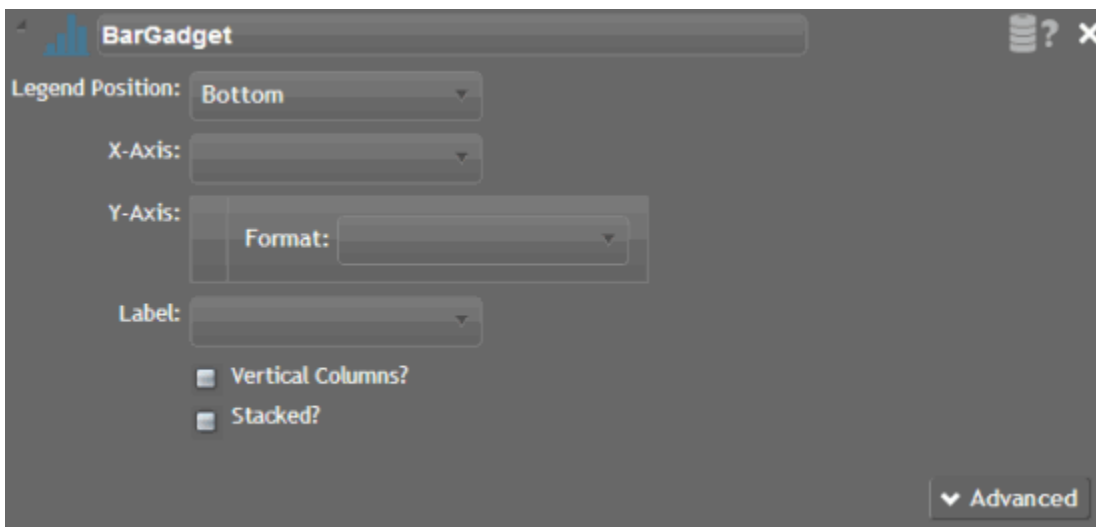 BarGadget
?
Legend Position: Bottom
X-Axis:
Y-Axis:
Format:
Label:
Vertical Columns?
Stacked?
Advanced